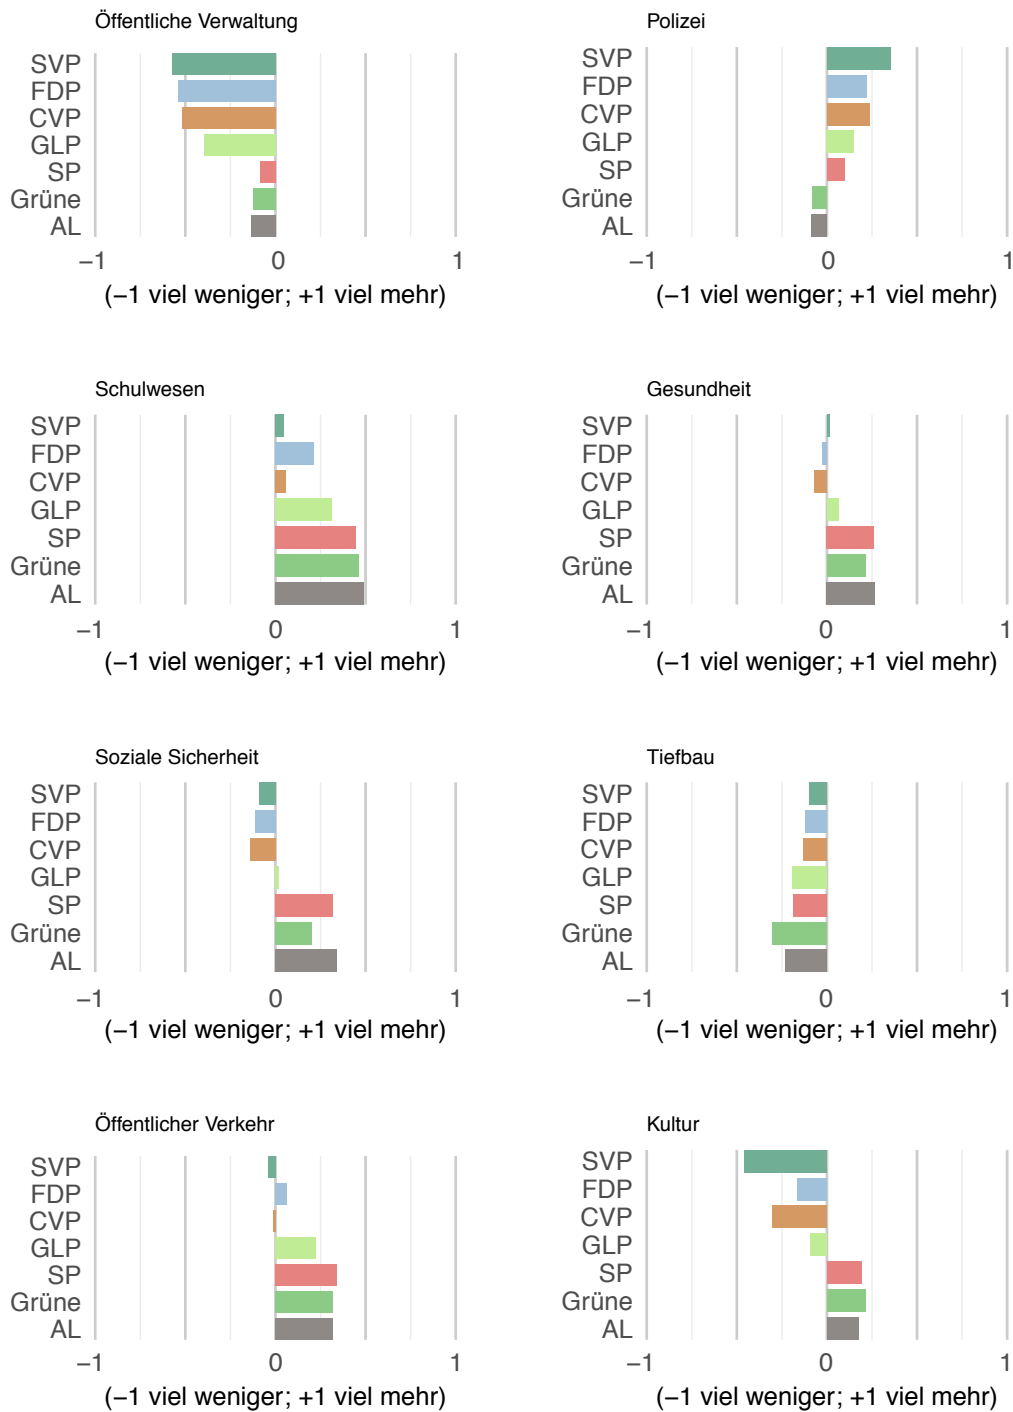 Öffentliche Verwaltung
SVP
FDP
CVP
GLP
SP
Grüne
AL
−1 0 1
(−1 viel weniger; +1 viel mehr)
Polizei
SVP
FDP
CVP
GLP
SP
Grüne
AL
−1 0 1
(−1 viel weniger; +1 viel mehr)
Schulwesen
SVP
FDP
CVP
GLP
SP
Grüne
AL
−1 0 1
(−1 viel weniger; +1 viel mehr)
Gesundheit
SVP
FDP
CVP
GLP
SP
Grüne
AL
−1 0 1
(−1 viel weniger; +1 viel mehr)
Soziale Sicherheit
SVP
FDP
CVP
GLP
SP
Grüne
AL
−1 0 1
(−1 viel weniger; +1 viel mehr)
Tiefbau
SVP
FDP
CVP
GLP
SP
Grüne
AL
−1 0 1
(−1 viel weniger; +1 viel mehr)
Öffentlicher Verkehr
SVP
FDP
CVP
GLP
SP
Grüne
AL
−1 0 1
(−1 viel weniger; +1 viel mehr)
Kultur
SVP
FDP
CVP
GLP
SP
Grüne
AL
−1 0 1
(−1 viel weniger; +1 viel mehr)